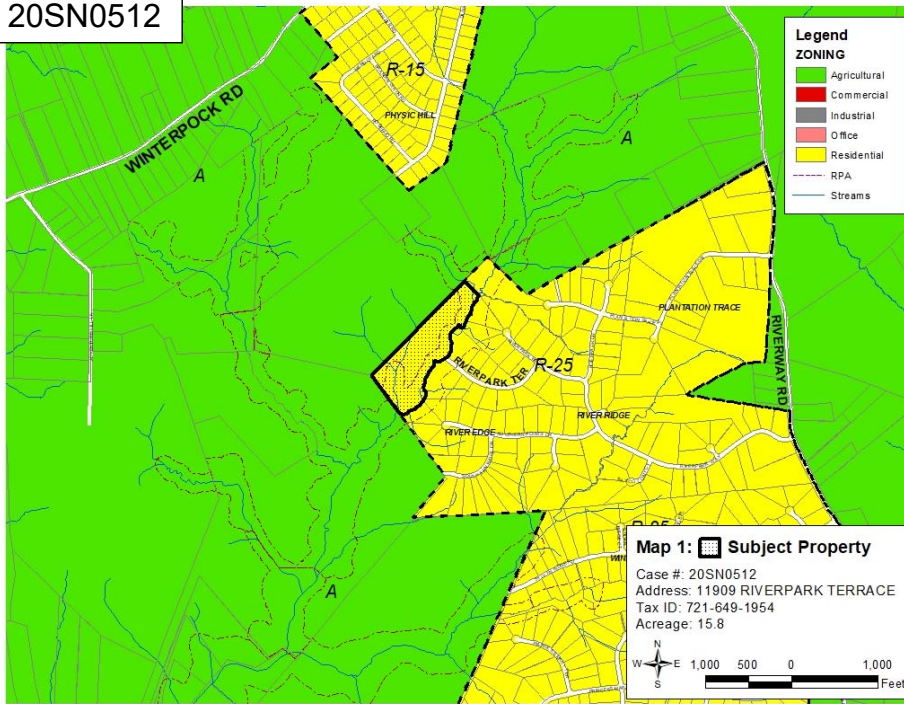 20SN0512
Legend
ZONING
Agricultural
Commercial
Industrial
Office
Residential
RPA
Streams
R-15
PHYSIC HILL
WINTERPOCK RD
A
A
PLANTATION TRACE
R-25
RIVERPARK TER
RIVERWAY RD
RIVER RIDGE
RIVER EDGE
A
Map 1: Subject Property
Case #: 20SN0512
Address: 11909 RIVERPARK TERRACE
Tax ID: 721-649-1954
Acreage: 15.8
N
W E
S
1,000 500 0 1,000
Feet